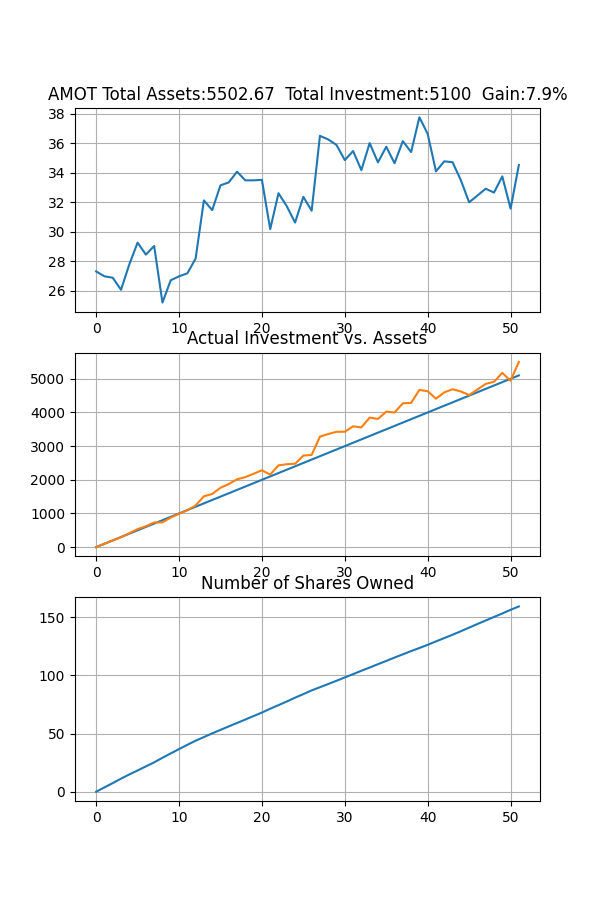 AMOT Total Assets:5502.67  Total Investment:5100  Gain:7.9%
38
36
34
32
30
28
26
0 10 20 30 40 50
Actual Investment vs. Assets
5000
4000
3000
2000
1000
0
0 10 20 30 40 50
Number of Shares Owned
150
100
50
0
0 10 20 30 40 50